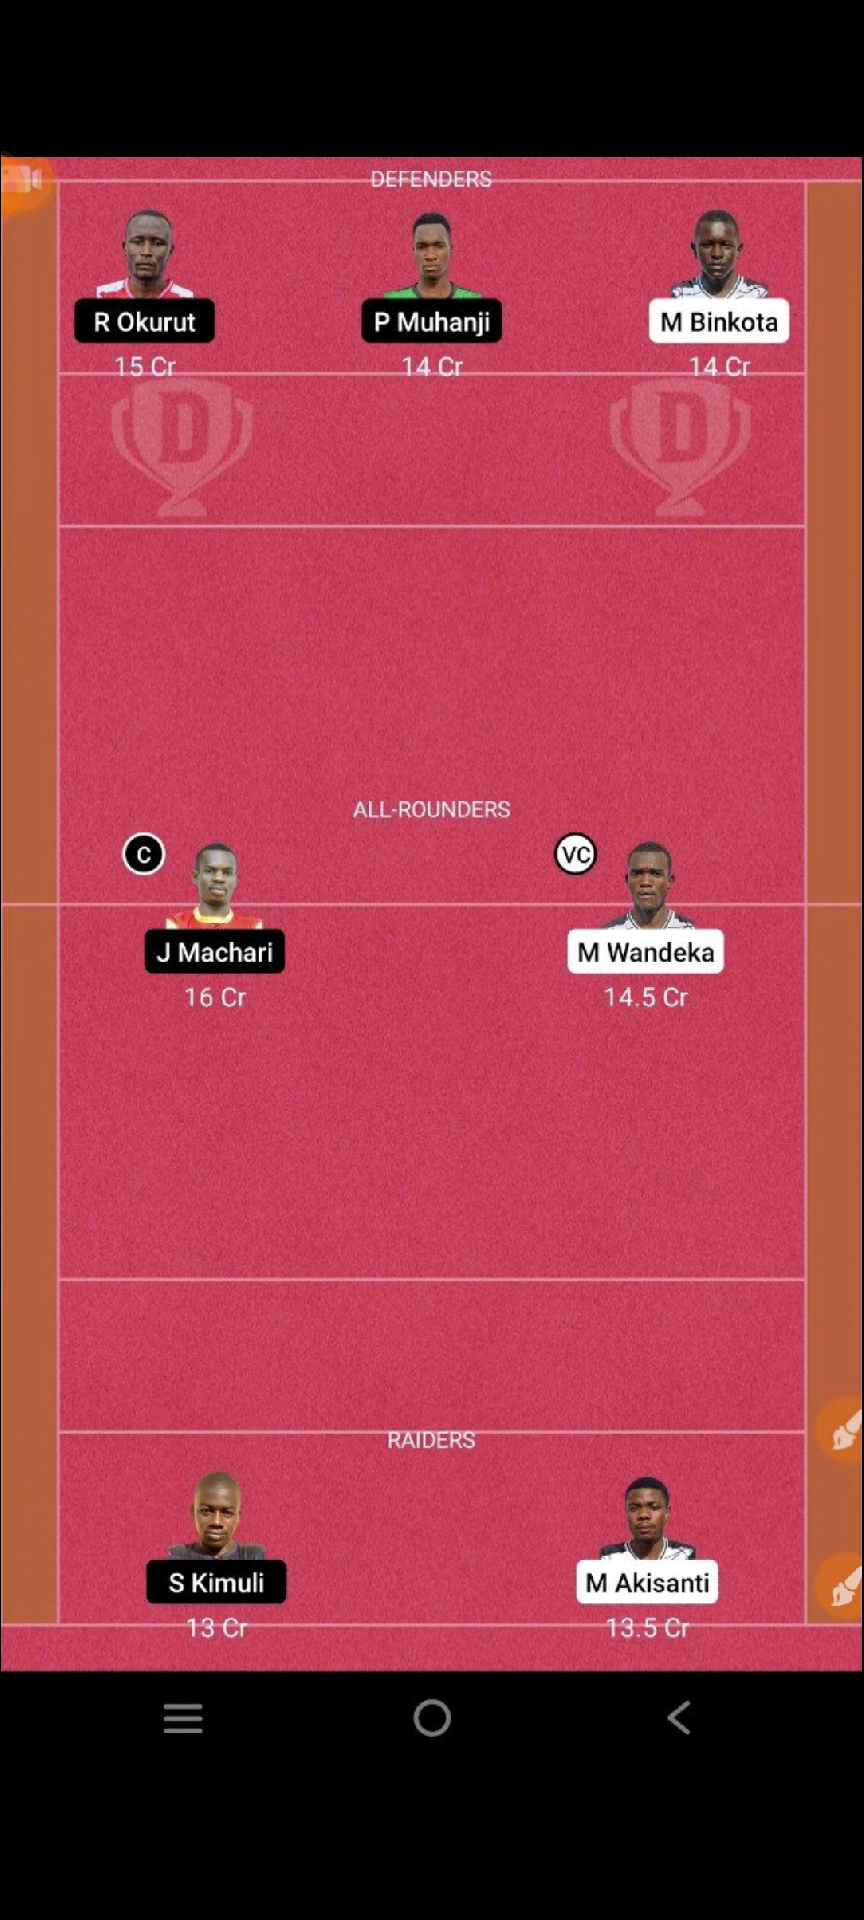 DEFENDERS
R Okurut
P Muhanji
M Binkota
15 Cr
14 Cr
14 Cr
D
D
ALL-ROUNDERS
C
VC
J Machari
M Wandeka
16 Cr
14.5 Cr
RAIDERS
S Kimuli
M Akisanti
13 Cr
13.5 Cr